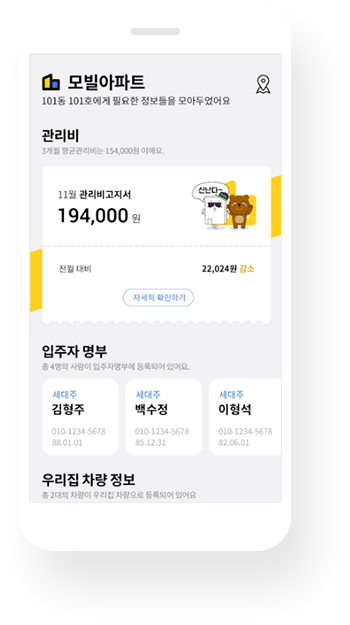 모빌아파트
101동 101호에게 필요한 정보들을 모아두었어요
관리비
3개월 평균관리비는 154,000원 이에요.
11월 관리비고지서
신난다~
194,000 원
전월 대비 22,024원 감소
자세히 확인하기
입주자 명부
총 4명의 사람이 입주자명부에 등록되어 있어요.
세대주 세대주 세대주
김형주 백수정 이형석
010-1234-5678 010-1234-5678 010-1234-5678
88.01.01 85.12.31 82.06.01
우리집 차량 정보
총 2대의 차량이 우리집 차량으로 등록되어 있어요